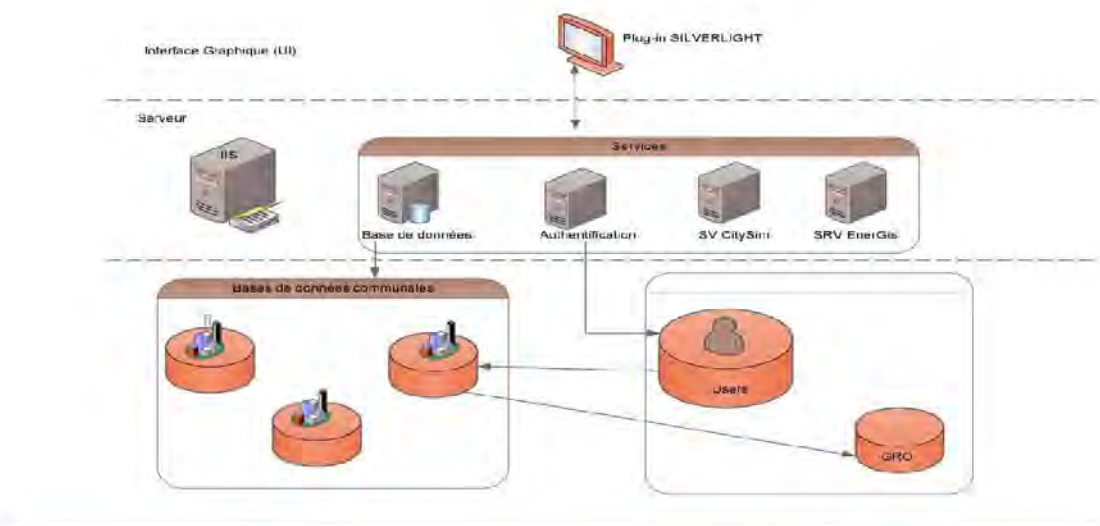 Interface Graphique (UI)
Plug-in SILVERLIGHT
Serveur
IIS
Services
Base de données
Authentification
SV CitySim
SRV EnerGis
Bases de données communales
Users
GRO